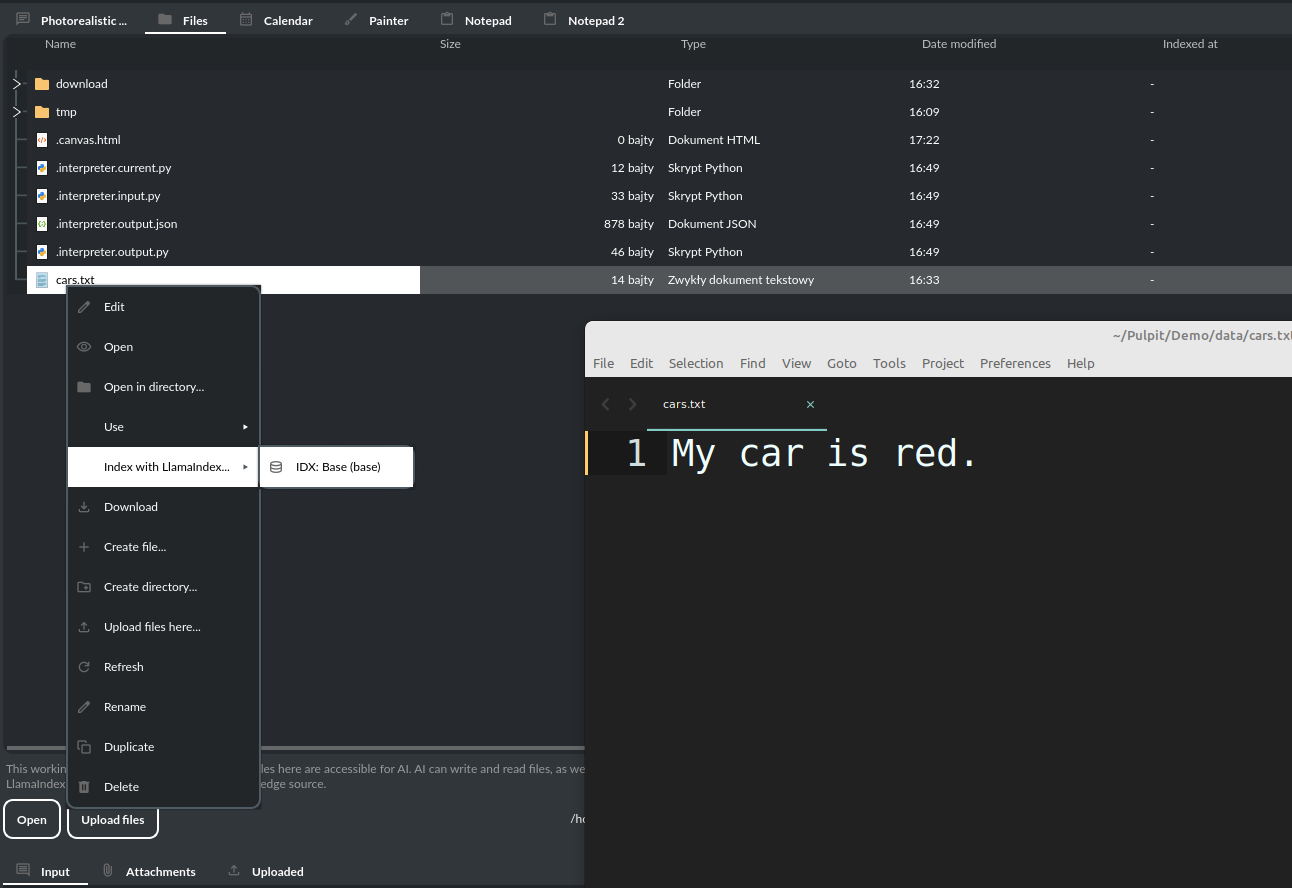 Photorealistic ... Files Calendar Painter Notepad Notepad 2
Name Size Type Date modified Indexed at
download Folder 16:32 -
tmp Folder 16:09 -
.canvas.html 0 bajty Dokument HTML 17:22 -
.interpreter.current.py 12 bajty Skrypt Python 16:49 -
.interpreter.input.py 33 bajty Skrypt Python 16:49 -
.interpreter.output.json 878 bajty Dokument JSON 16:49 -
.interpreter.output.py 46 bajty Skrypt Python 16:49 -
cars.txt 14 bajty Zwykły dokument tekstowy 16:33 -
Edit
Open
Open in directory...
Use
Index with LlamaIndex...
IDX: Base (base)
Download
Create file...
Create directory...
Upload files here...
Refresh
Rename
Duplicate
Delete
~/Pulpit/Demo/data/cars.txt
File Edit Selection Find View Goto Tools Project Preferences Help
cars.txt
1 My car is red.
This workin les here are accessible for AI. AI can write and read files, as we
LlamaIndex edge source.
Open Upload files /ho
Input Attachments Uploaded